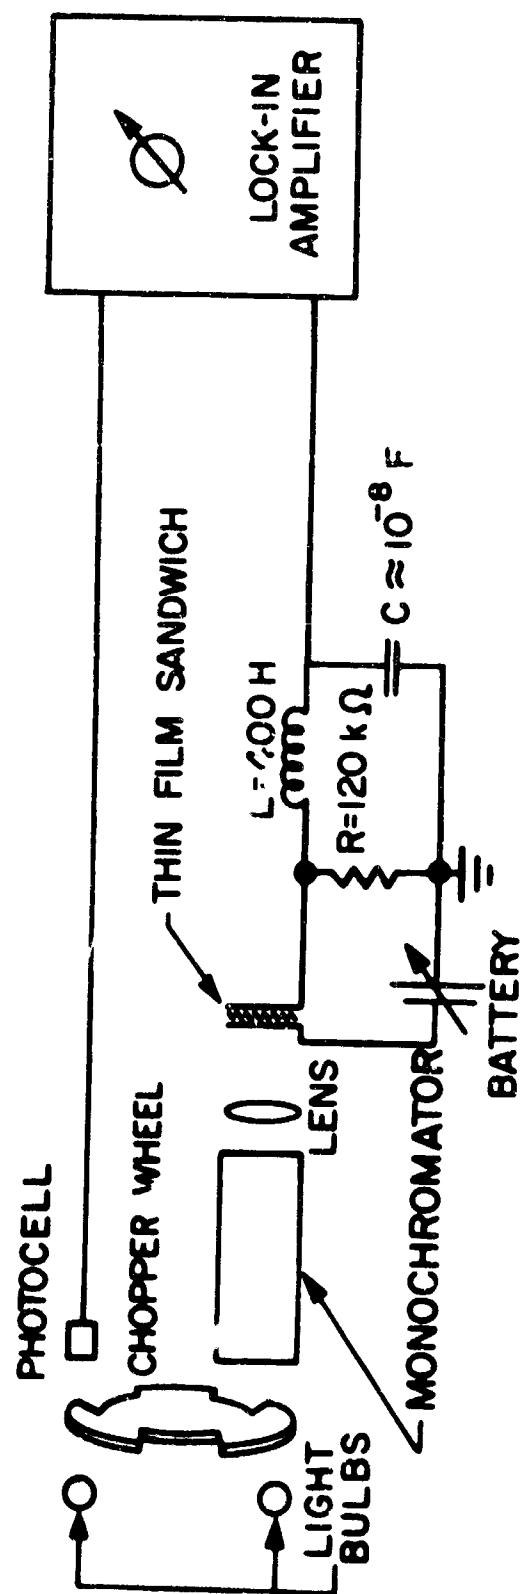 PHOTOCELL
CHOPPER WHEEL
LIGHT
BULBS
MONOCHROMATOR
LENS
THIN FILM SANDWICH
BATTERY
R=120 kΩ
C ≈ 10⁻⁸ F
LOCK-IN
AMPLIFIER